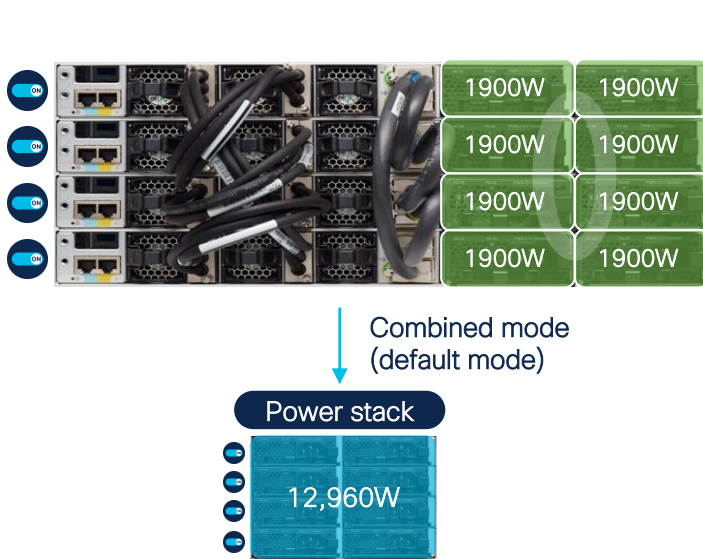 ON
1900W 1900W
ON
1900W 1900W
ON
1900W 1900W
ON
1900W 1900W
Combined mode
(default mode)
Power stack
12,960W